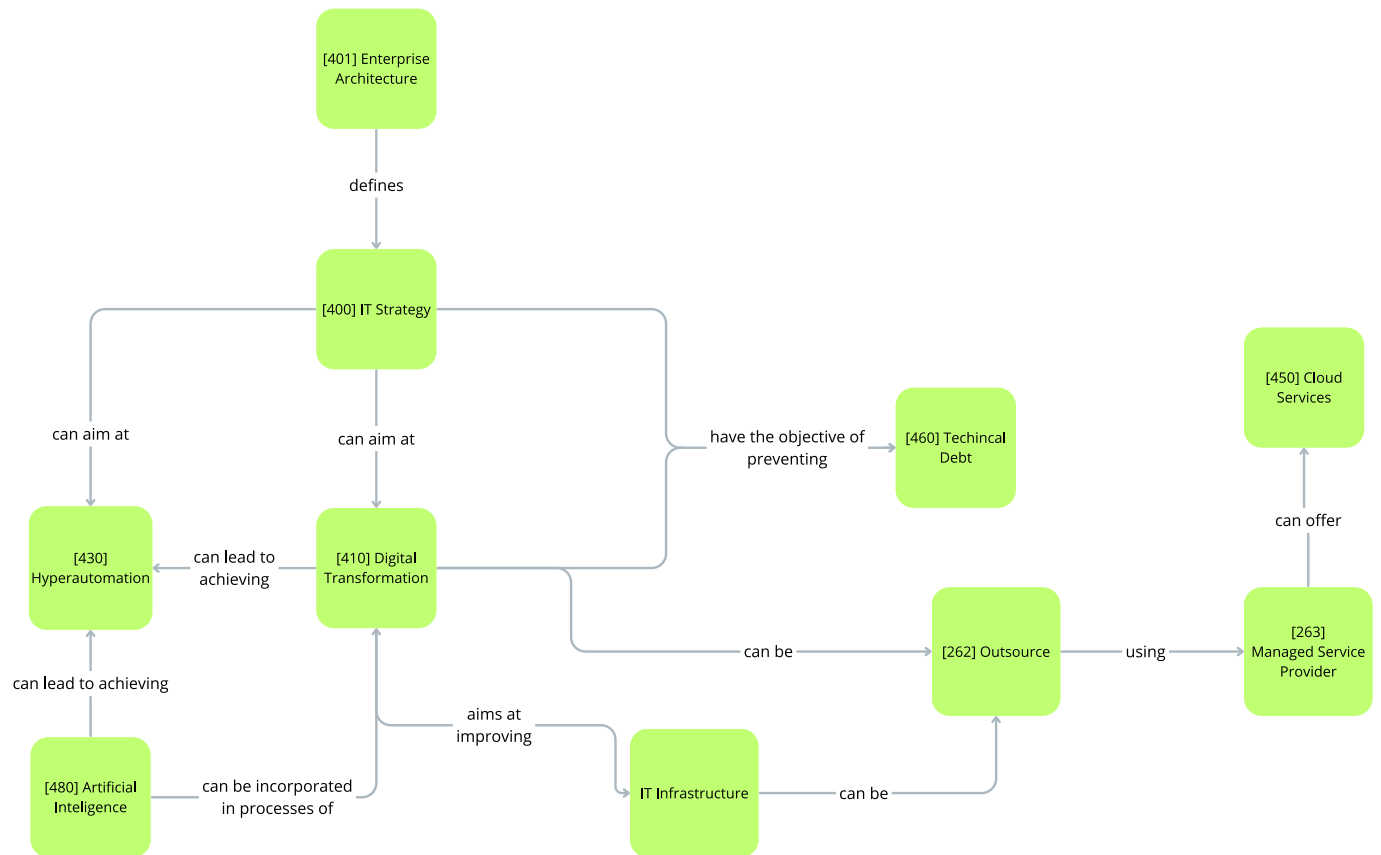 [401] Enterprise
Architecture
defines
[400] IT Strategy
[450] Cloud
Services
can aim at
can aim at
have the objective of
preventing
[460] Techincal
Debt
can offer
[430]
Hyperautomation
can lead to
achieving
[410] Digital
Transformation
can be
[262] Outsource
using
[263]
Managed Service
Provider
can lead to achieving
aims at
improving
[480] Artificial
Inteligence
can be incorporated
in processes of
IT Infrastructure
can be